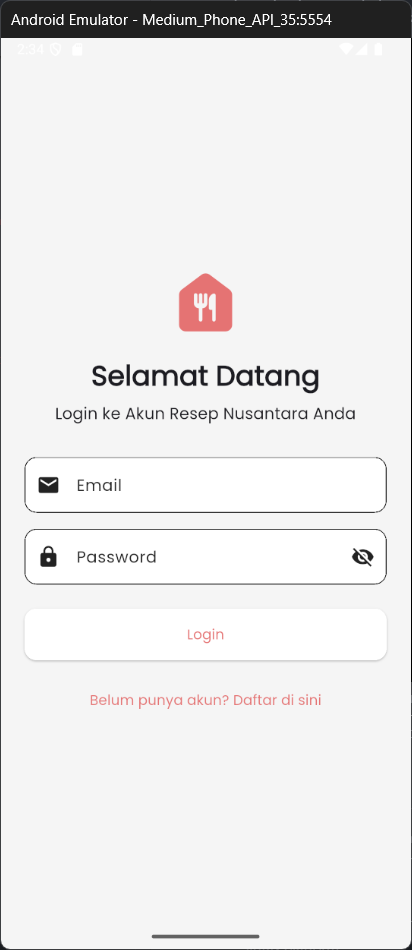 Android Emulator - Medium_Phone_API_35:5554
2:34
Selamat Datang
Login ke Akun Resep Nusantara Anda
Email
Password
Login
Belum punya akun? Daftar di sini